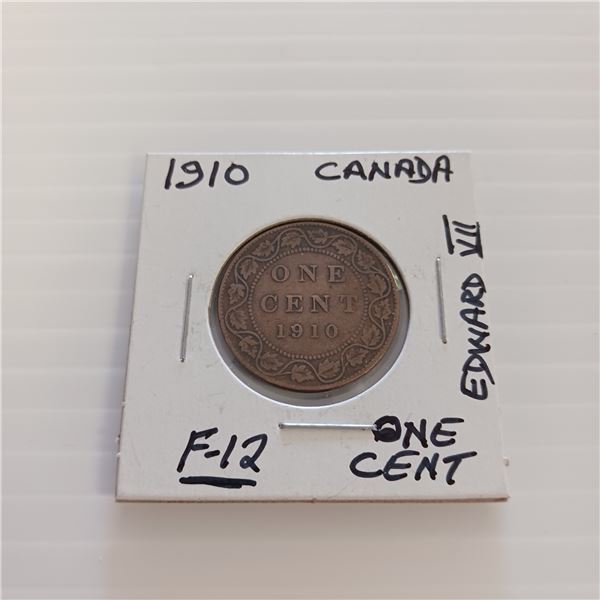 1910 CANADA
EDWARD VII
ONE
CENT
1910
F-12
ONE
CENT